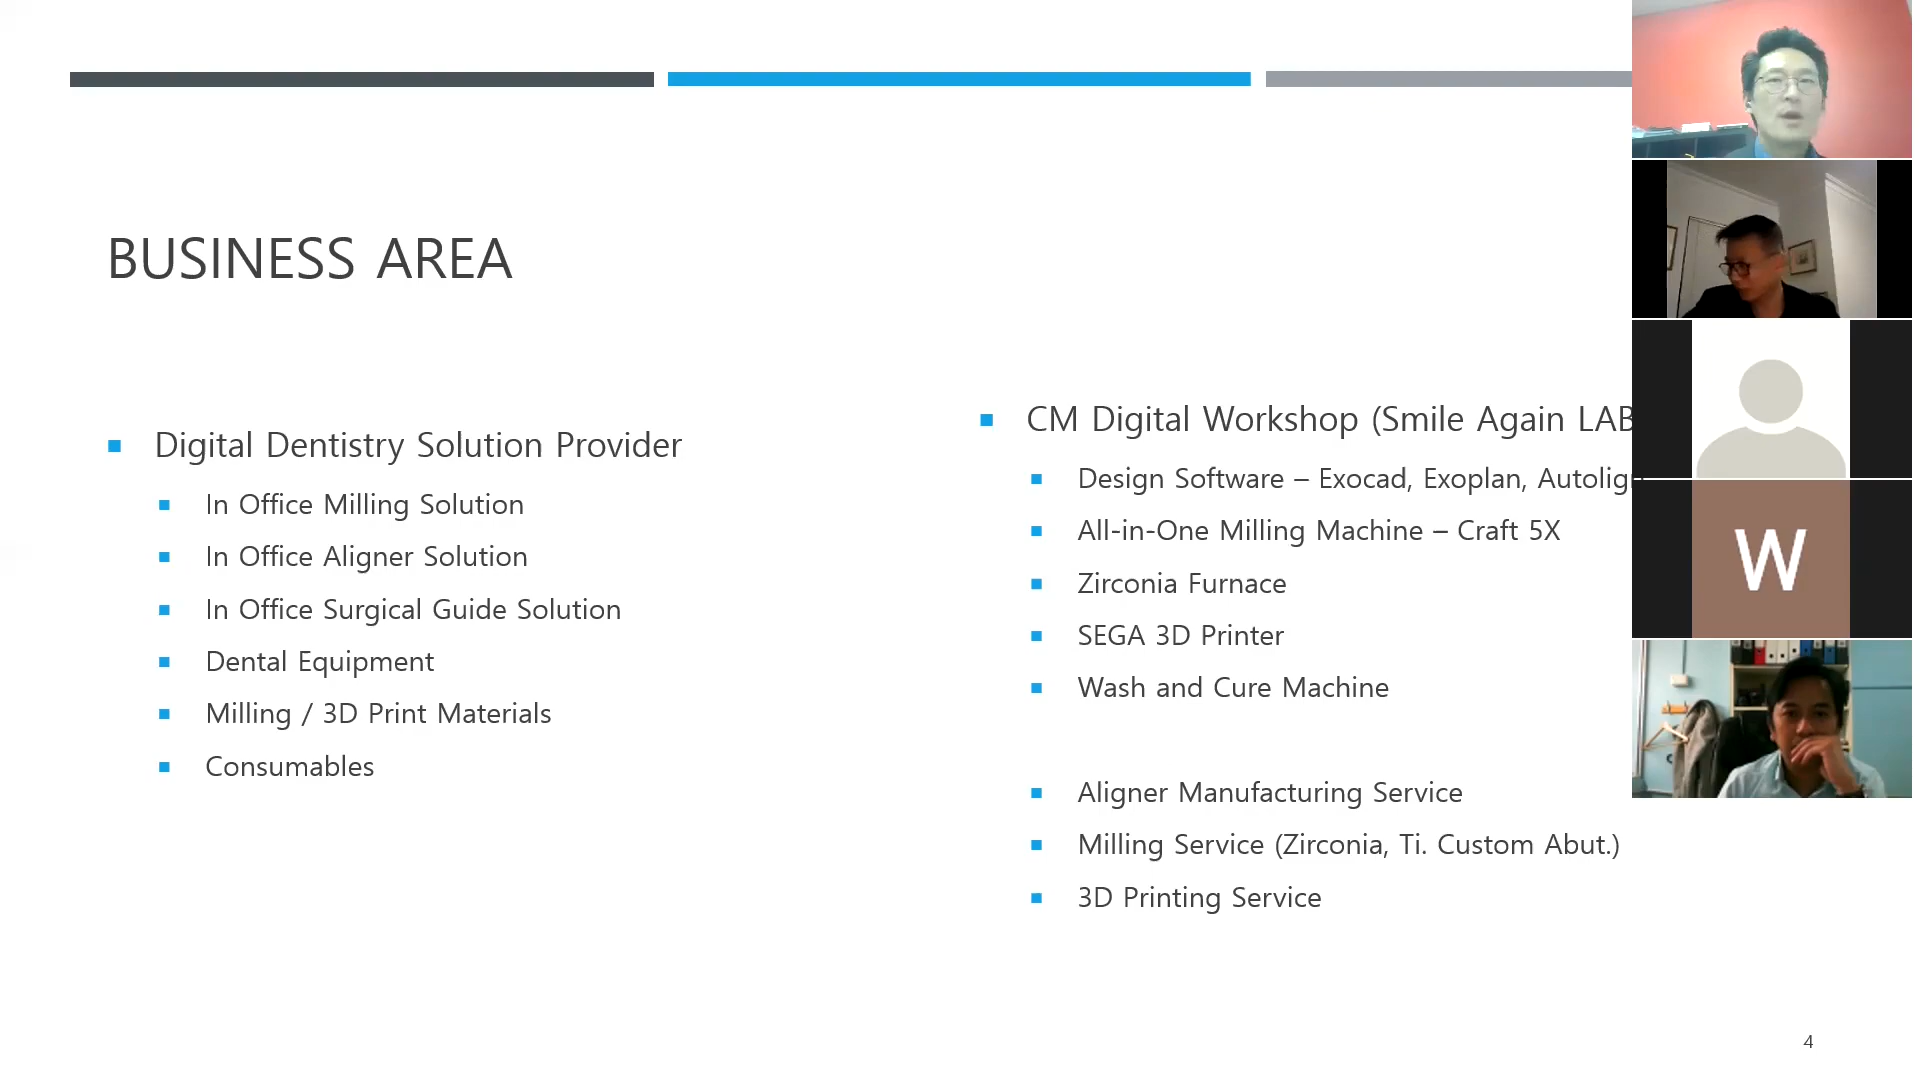 BUSINESS AREA
Digital Dentistry Solution Provider
In Office Milling Solution
In Office Aligner Solution
In Office Surgical Guide Solution
Dental Equipment
Milling / 3D Print Materials
Consumables
CM Digital Workshop (Smile Again LAB
Design Software – Exocad, Exoplan,
All-in-One Milling Machine – Craft 5X
Zirconia Furnace
SEGA 3D Printer
Wash and Cure Machine
Aligner Manufacturing Service
Milling Service (Zirconia, Ti. Custom Abut.)
3D Printing Service
W
4